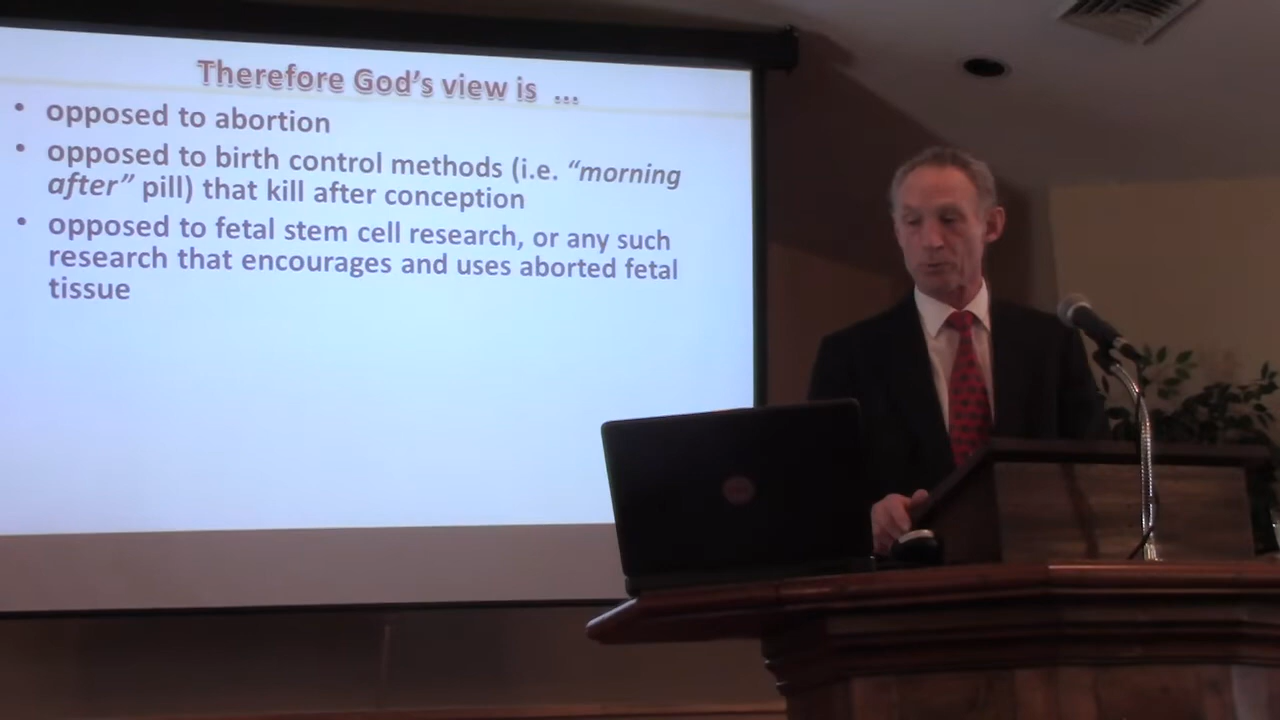 Therefore God's view is ...
• opposed to abortion
• opposed to birth control methods (i.e. “morning
after” pill) that kill after conception
• opposed to fetal stem cell research, or any such
research that encourages and uses aborted fetal
tissue